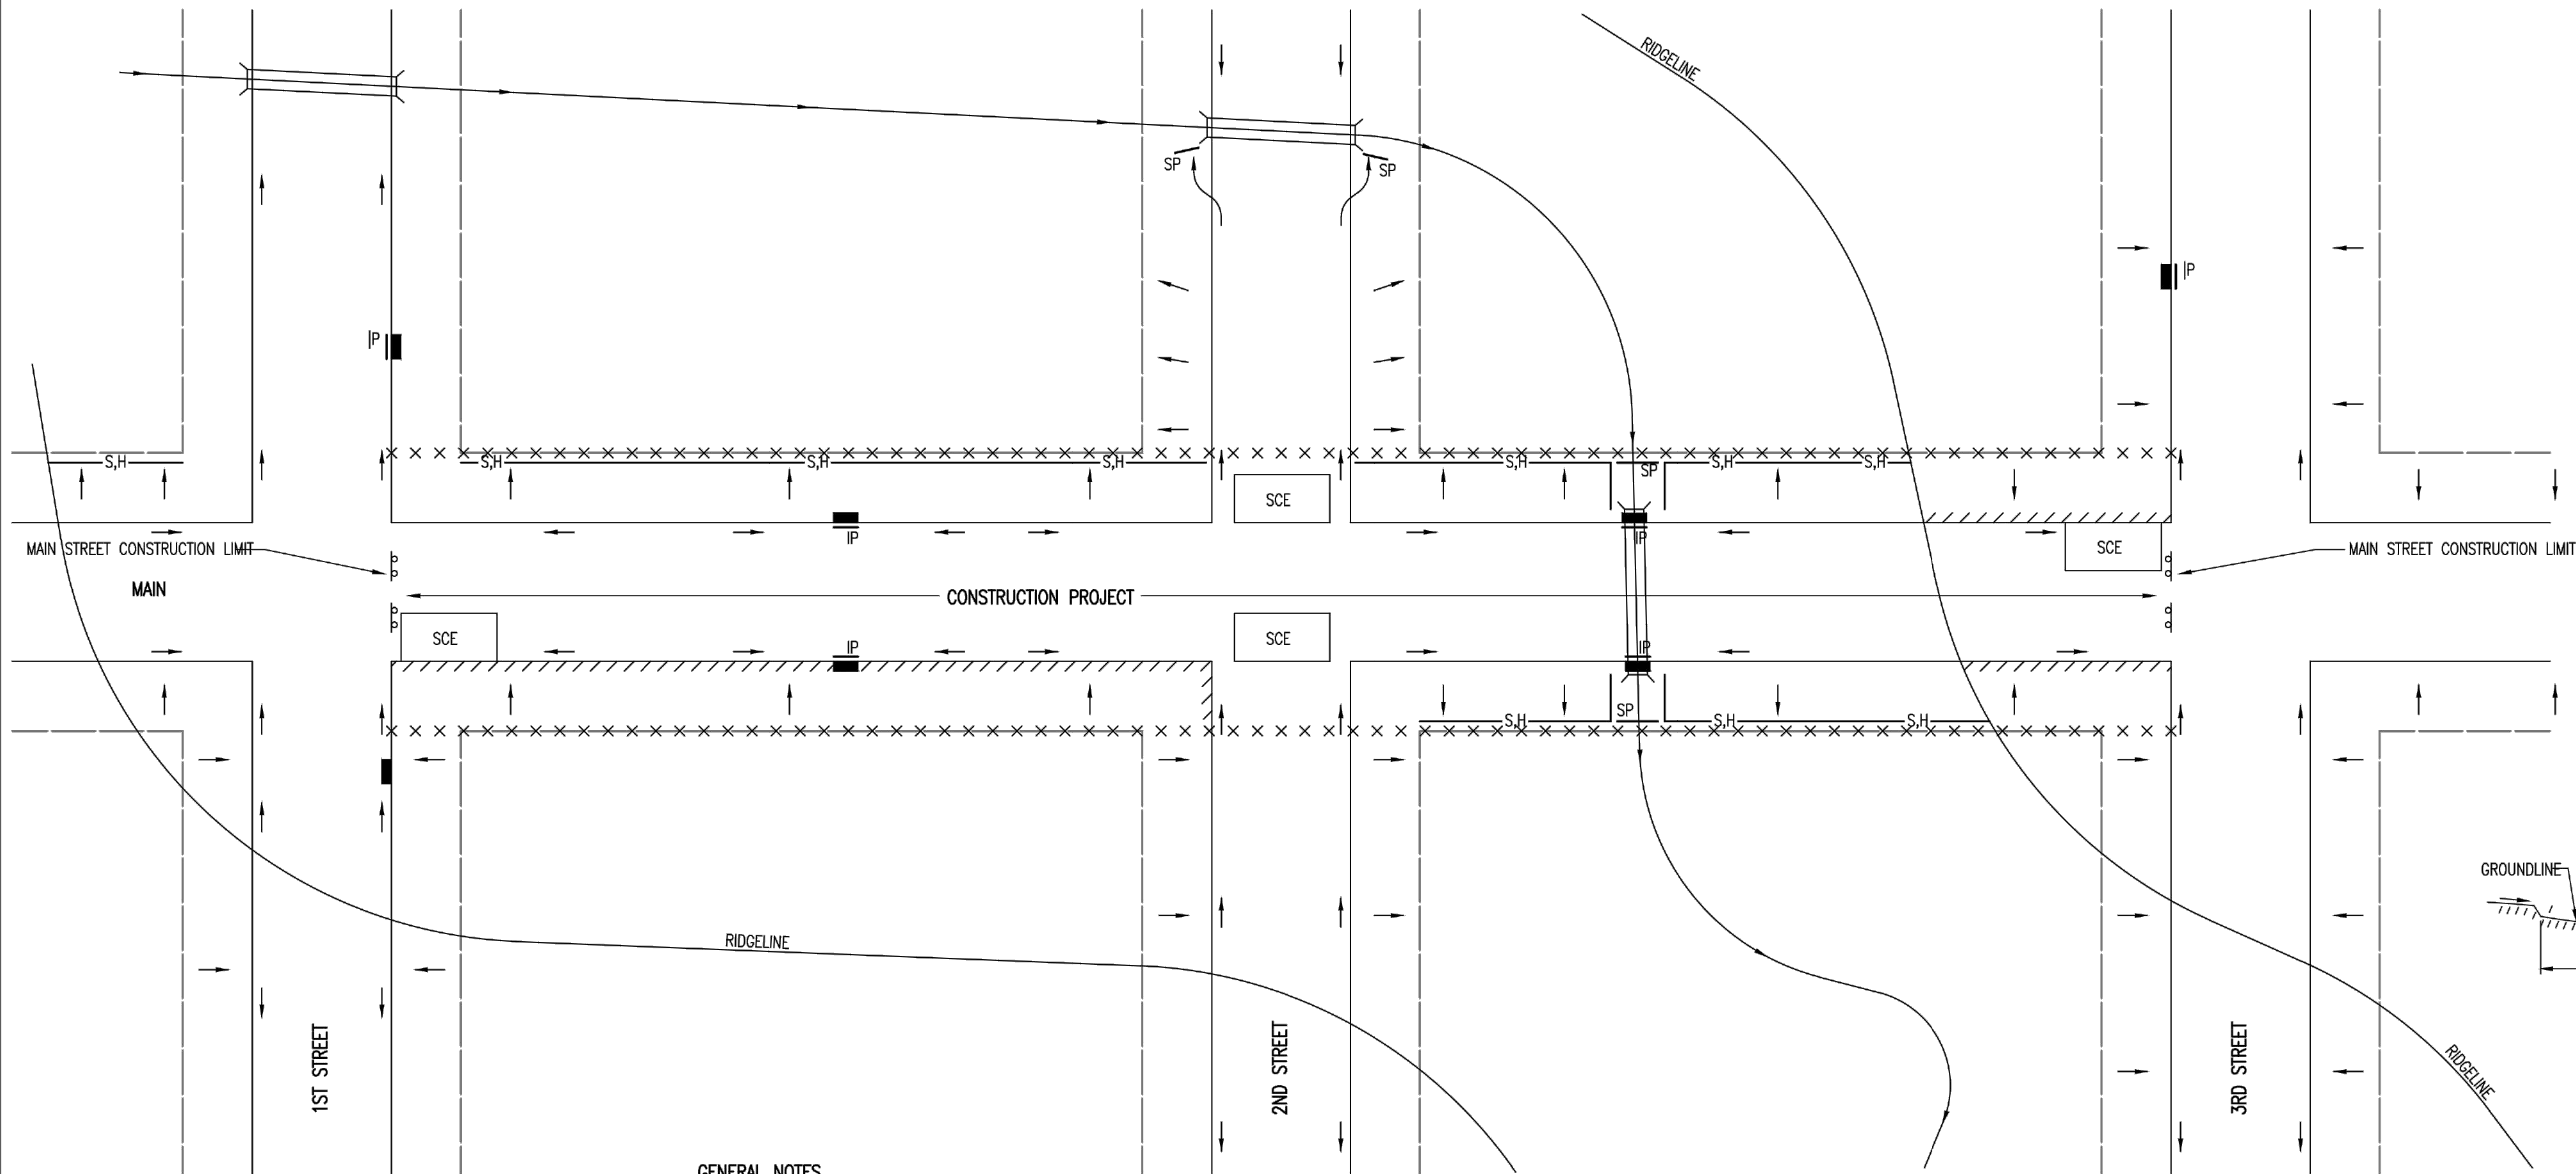 RIDGELINE
SP
SP
IP
IP
S,H
S,H
S,H
S,H
S,H
SP
S,H
S,H
SCE
IP
IP
MAIN STREET CONSTRUCTION LIMIT
SCE
MAIN STREET CONSTRUCTION LIMIT
MAIN
CONSTRUCTION PROJECT
SCE
SCE
IP
IP
SP
S,H
S,H
S,H
GROUNDLINE
RIDGELINE
1ST STREET
2ND STREET
3RD STREET
RIDGELINE
GENERAL NOTES